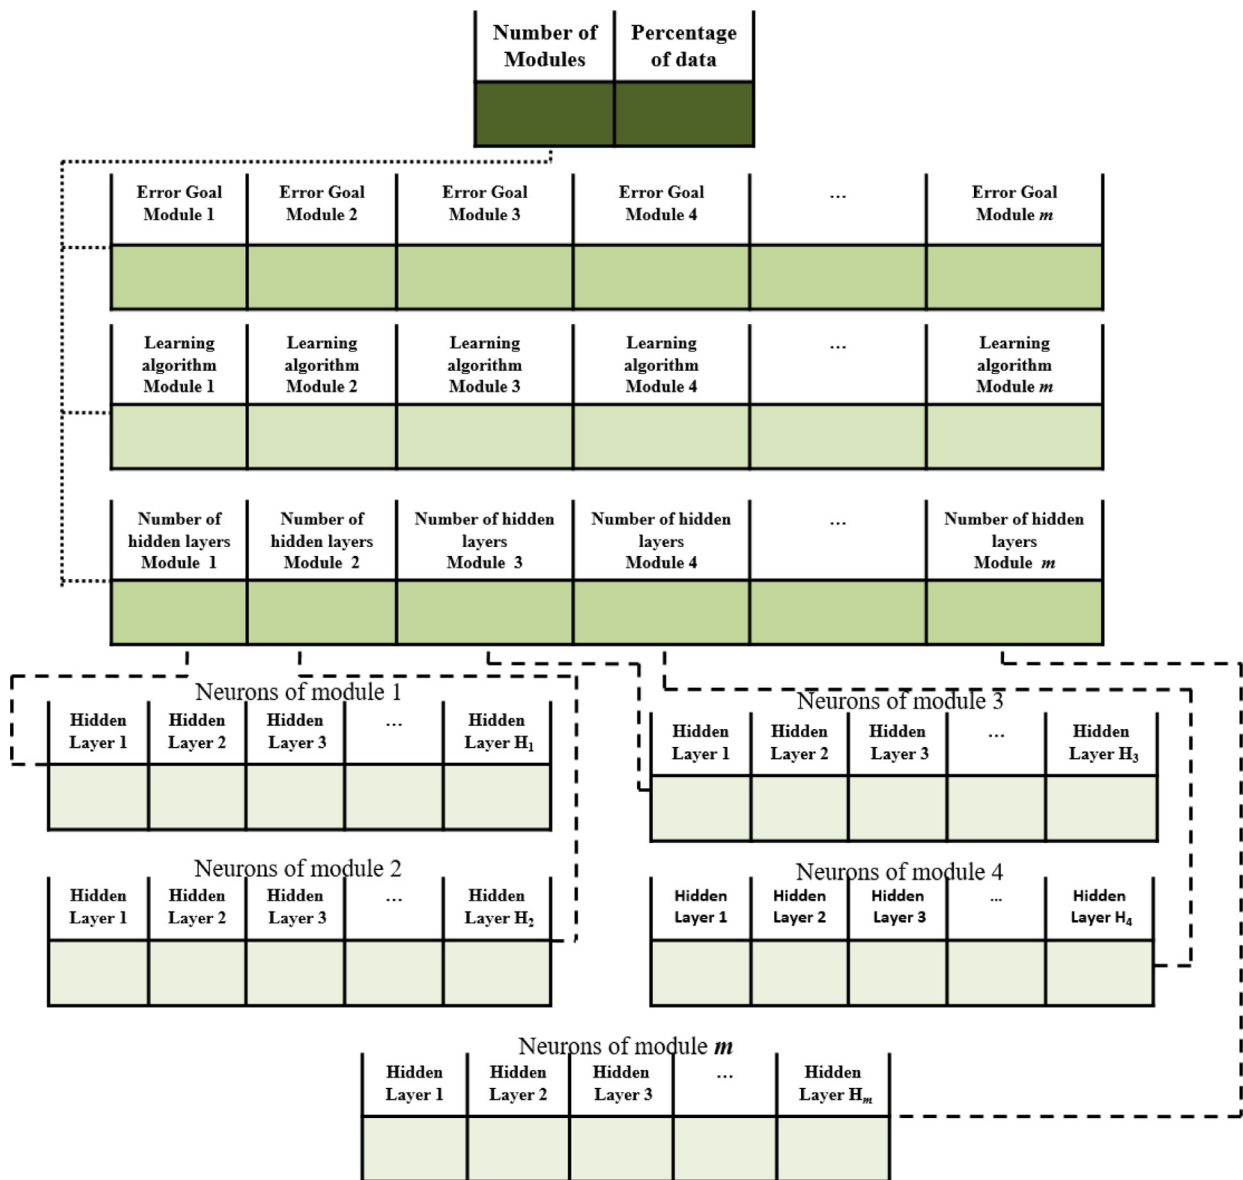 Number of Modules
Percentage of data
Error Goal Module 1
Error Goal Module 2
Error Goal Module 3
Error Goal Module 4
...
Error Goal Module m
Learning algorithm Module 1
Learning algorithm Module 2
Learning algorithm Module 3
Learning algorithm Module 4
...
Learning algorithm Module m
Number of hidden layers Module 1
Number of hidden layers Module 2
Number of hidden layers Module 3
Number of hidden layers Module 4
...
Number of hidden layers Module m
Neurons of module 1
Hidden Layer 1
Hidden Layer 2
Hidden Layer 3
...
Hidden Layer H₁
Neurons of module 3
Hidden Layer 1
Hidden Layer 2
Hidden Layer 3
...
Hidden Layer H₃
Neurons of module 2
Hidden Layer 1
Hidden Layer 2
Hidden Layer 3
...
Hidden Layer H₂
Neurons of module 4
Hidden Layer 1
Hidden Layer 2
Hidden Layer 3
...
Hidden Layer H₄
Neurons of module m
Hidden Layer 1
Hidden Layer 2
Hidden Layer 3
...
Hidden Layer Hₘ